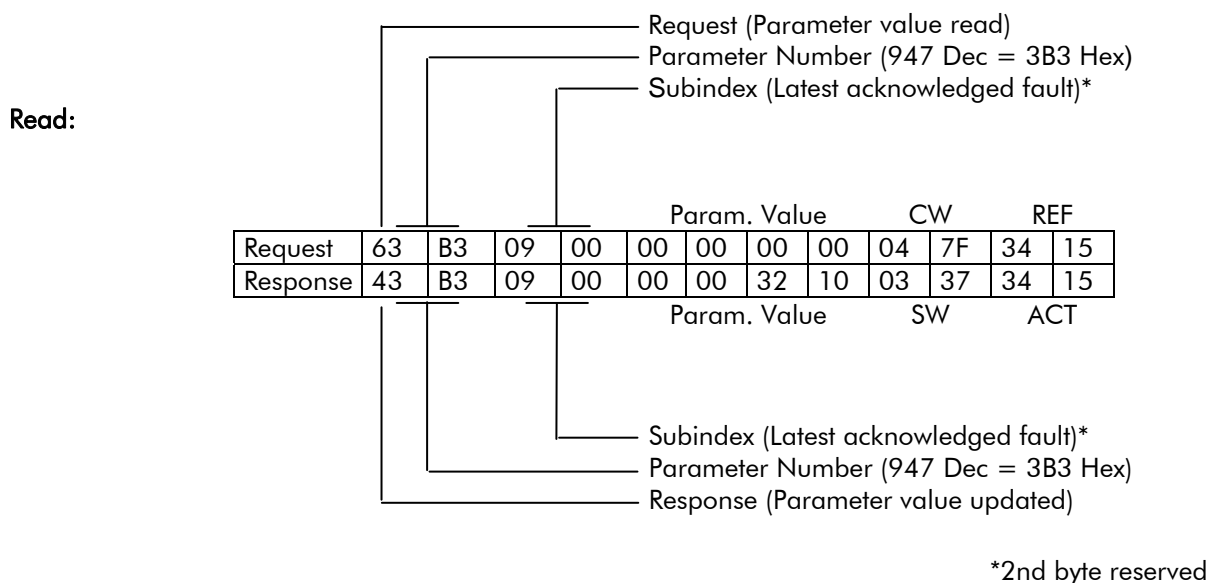 Request (Parameter value read)
Parameter Number (947 Dec = 3B3 Hex)
Subindex (Latest acknowledged fault)*
Read:
Param. Value CW REF
Request 63 B3 09 00 00 00 00 00 04 7F 34 15
Response 43 B3 09 00 00 00 32 10 03 37 34 15
Param. Value SW ACT
Subindex (Latest acknowledged fault)*
Parameter Number (947 Dec = 3B3 Hex)
Response (Parameter value updated)
*2nd byte reserved